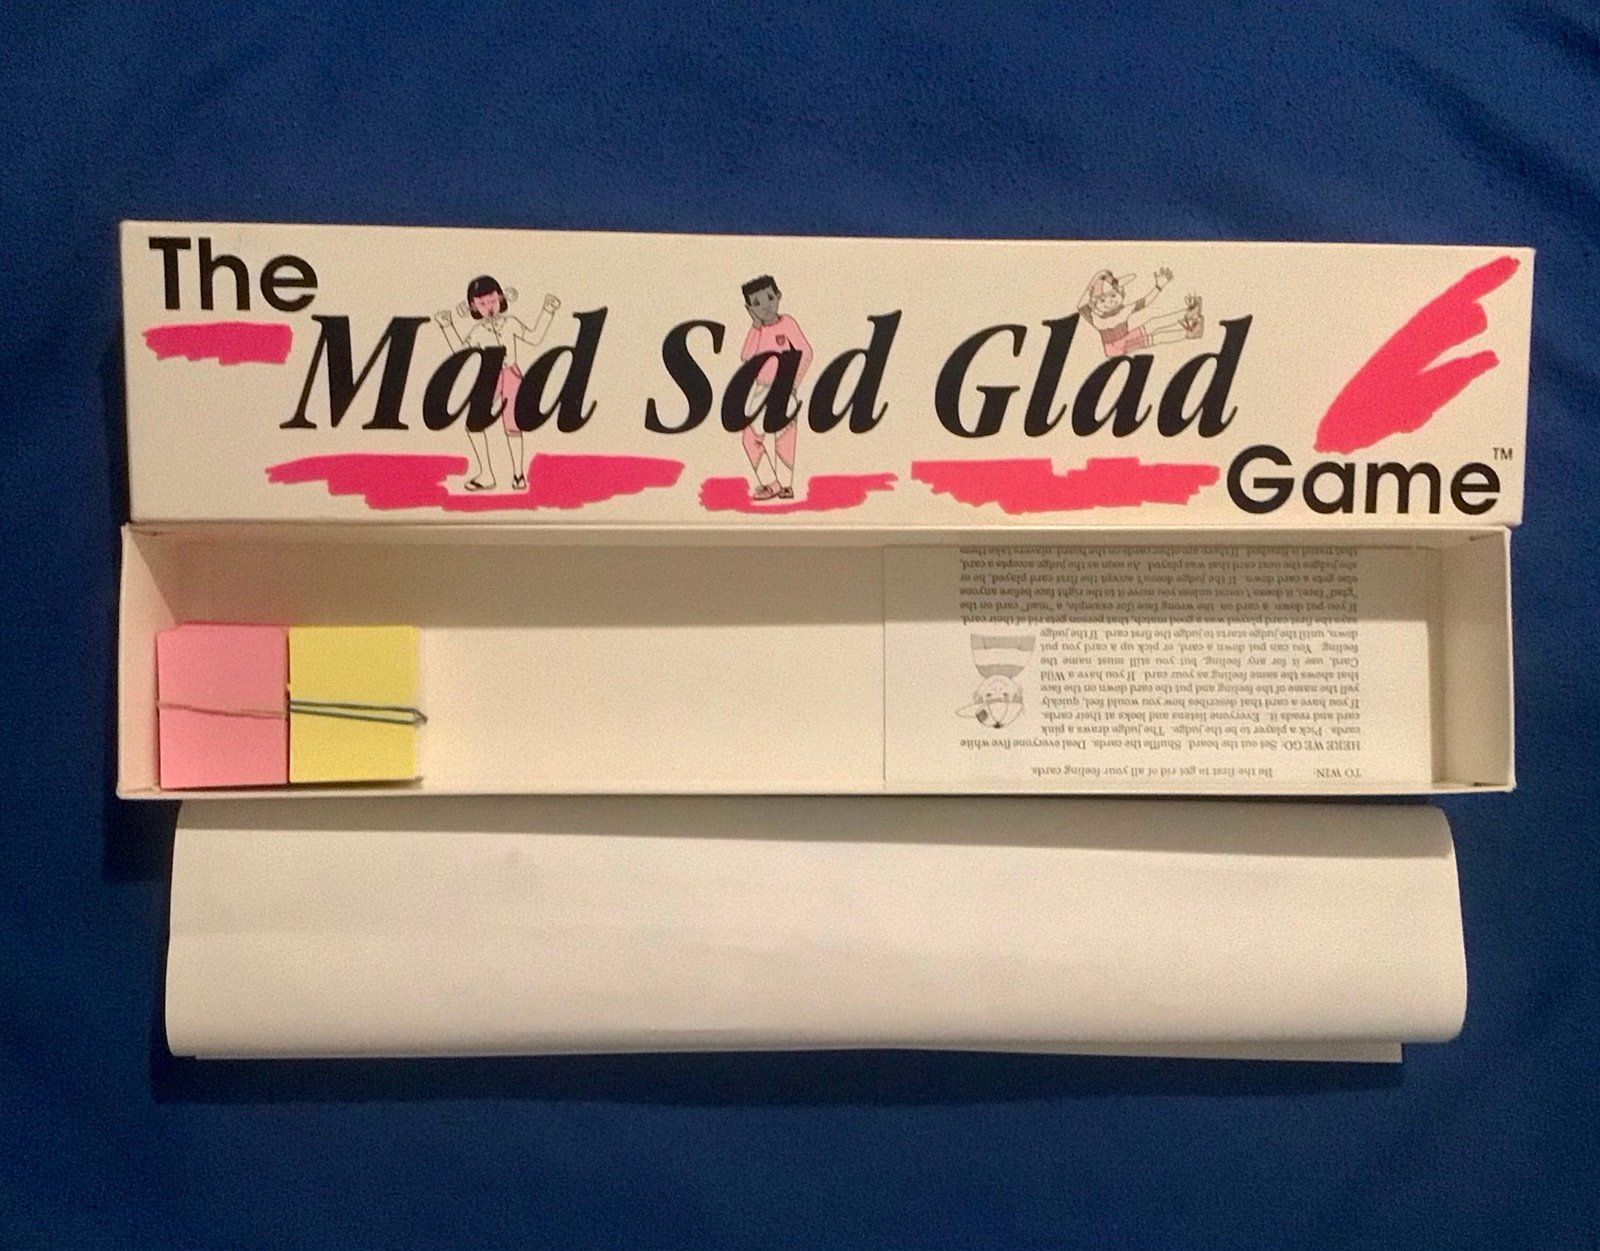 The
Mad Sad Glad
Game™
TO WIN: Be the first to get rid of all your feeling cards.
HERE WE GO: Set out the board. Shuffle the cards. Deal everyone five white
cards. Pick a player to be the judge. The judge draws a pink
card and reads it. Everyone listens and looks at their cards.
If you have a card that describes how you would feel, quickly
yell the name of the feeling and put the card down on the face
that shows the same feeling as your card. If you have a Wild
Card, use it for any feeling, but you still must name the
feeling. You can put down a card, or pick up a card you put
down, until the judge starts to judge the first card. If the judge
says the first card played was a good match, that person gets rid of their card.
If you put down a card on the wrong face (for example, a "mad" card on the
"glad" face), it doesn't count unless you move it to the right face before anyone
else gets a card down. If the judge doesn't accept the first card played, he or
she judges the next card that was played. As soon as the judge accepts a card,
that round is finished. If there are other cards on the board, players take them